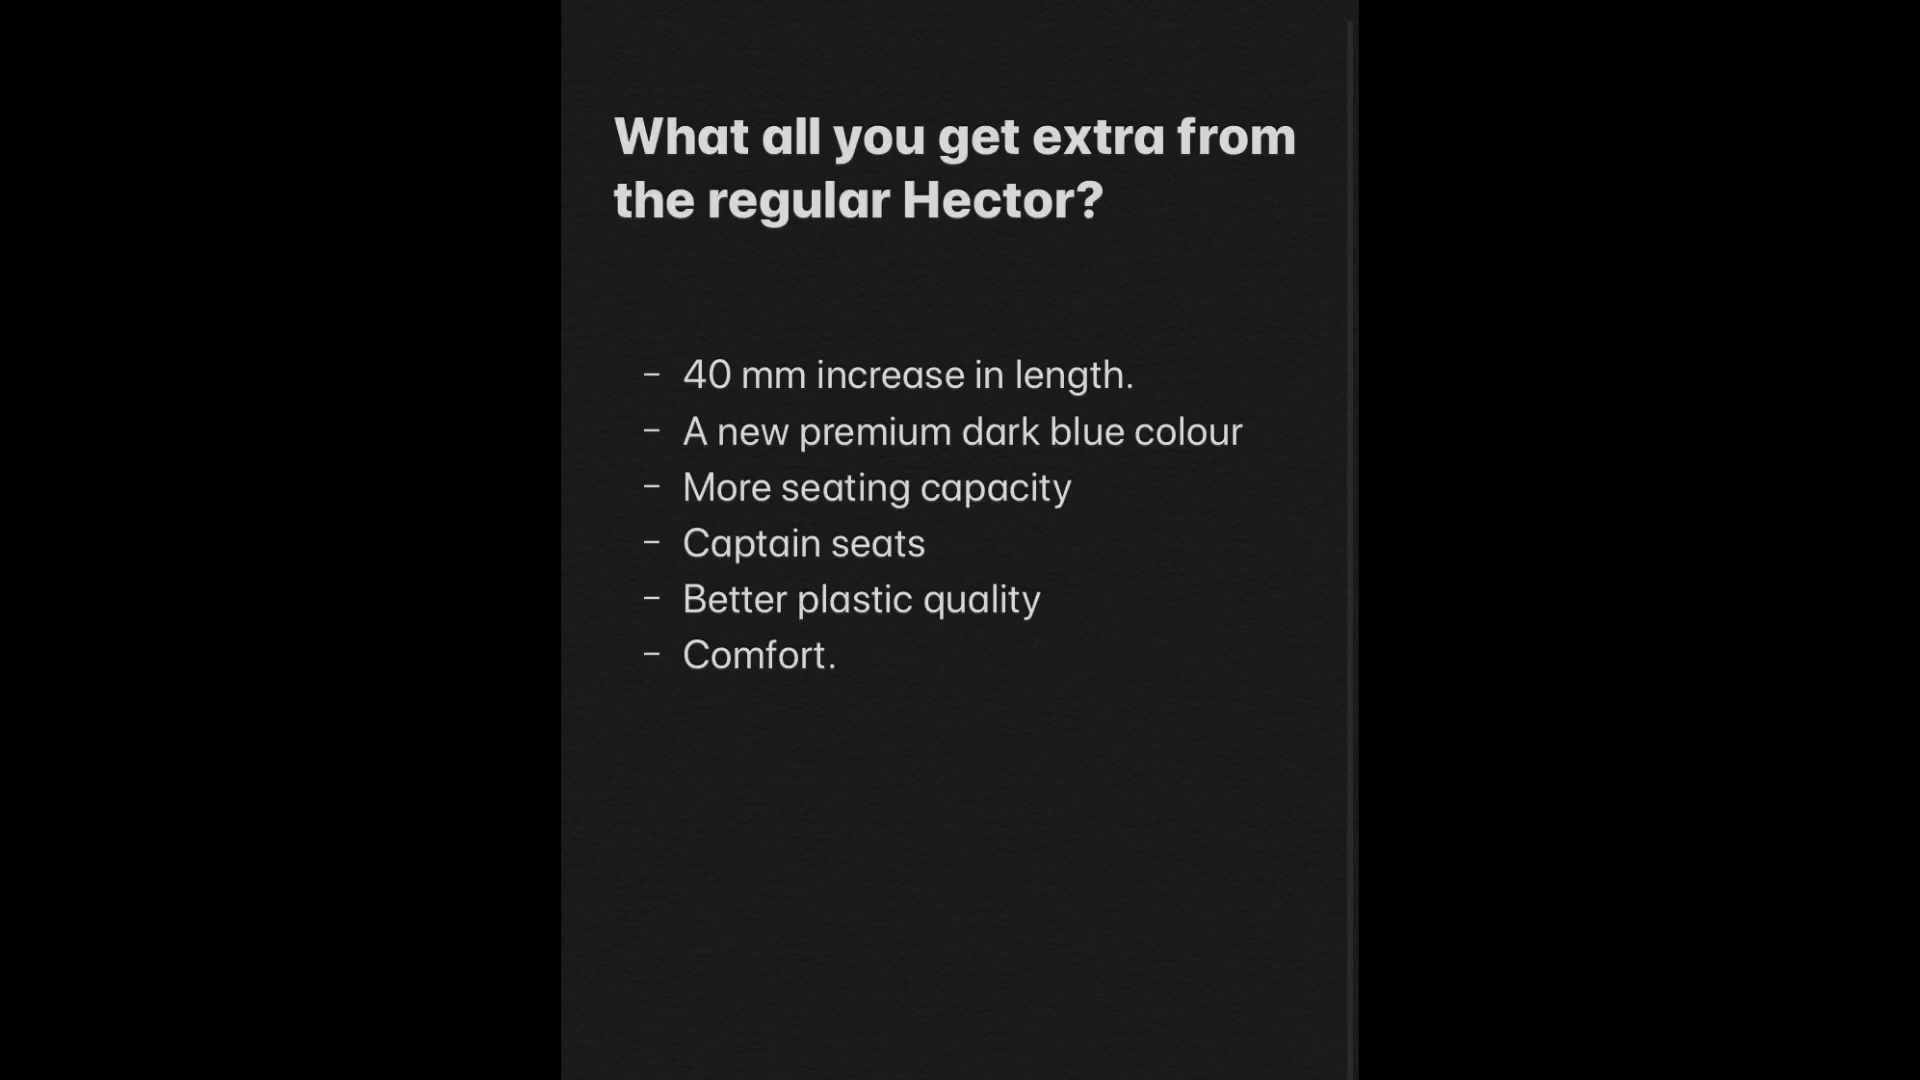 What all you get extra from
the regular Hector?
– 40 mm increase in length.
– A new premium dark blue colour
– More seating capacity
– Captain seats
– Better plastic quality
– Comfort.